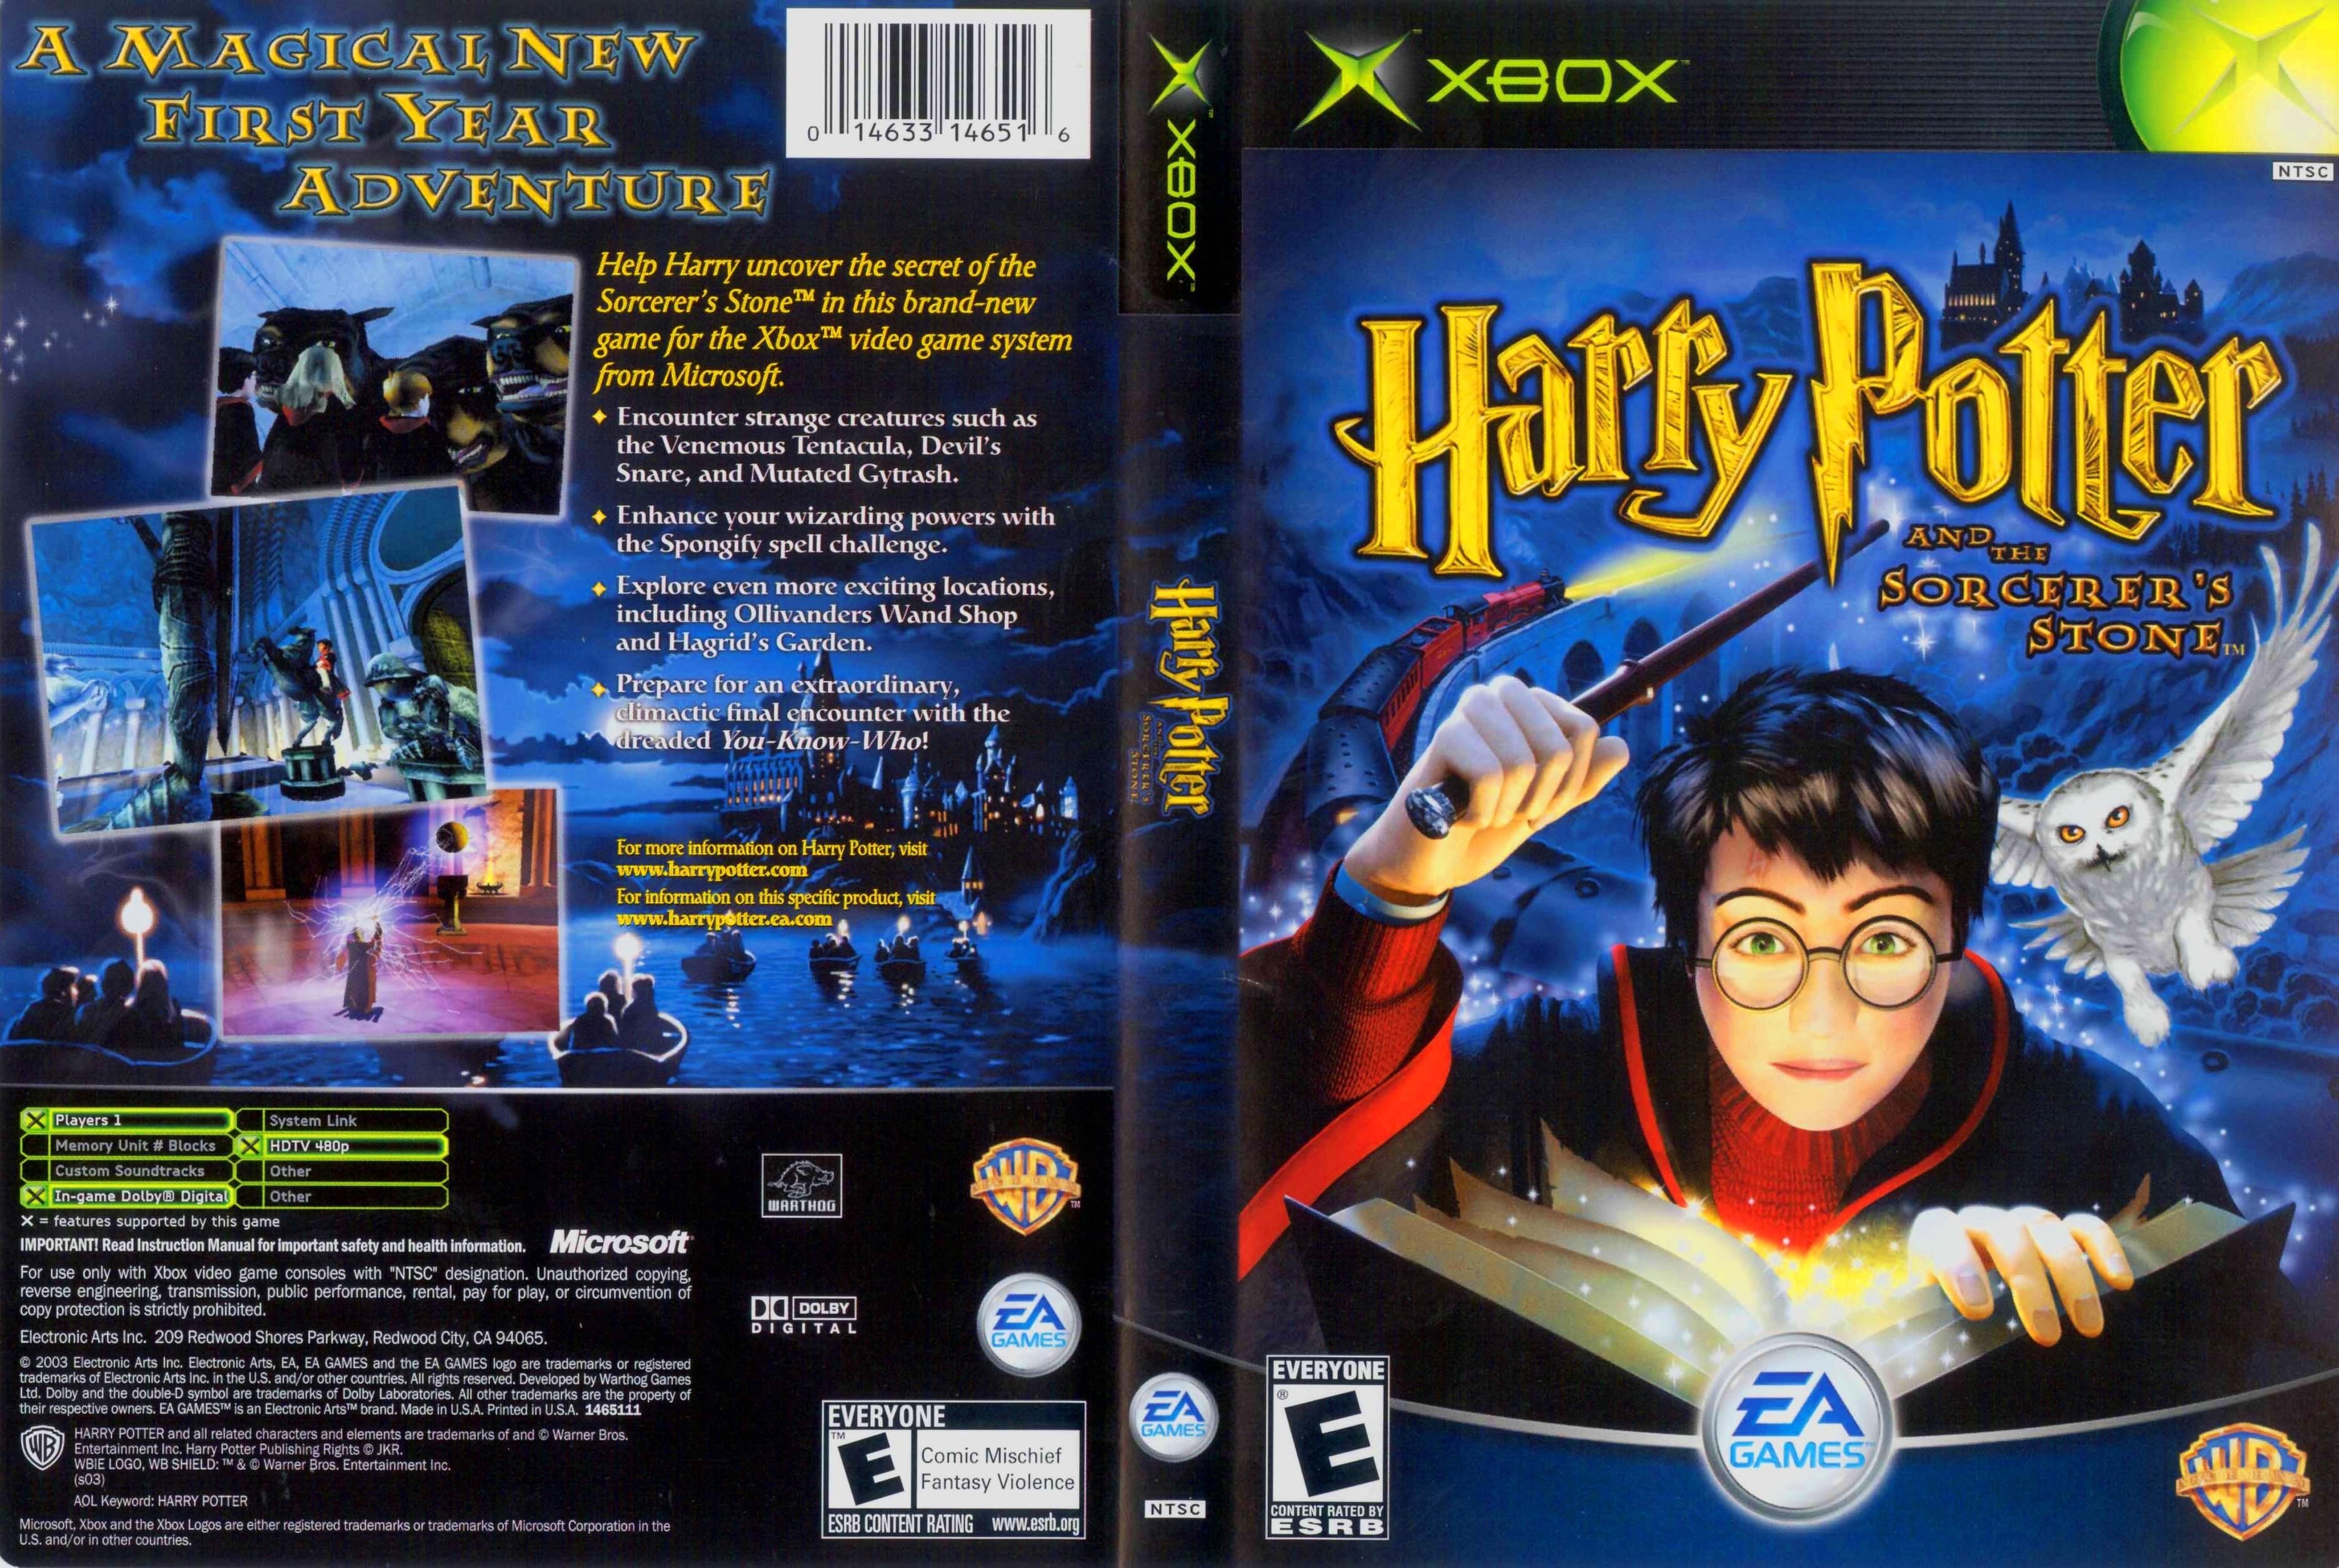 A MAGICAL NEW
FIRST YEAR
ADVENTURE
0 14633 14651 6
Help Harry uncover the secret of the
Sorcerer's Stone™ in this brand-new
game for the Xbox™ video game system
from Microsoft.
✦ Encounter strange creatures such as
the Venemous Tentacula, Devil's
Snare, and Mutated Gytrash.
✦ Enhance your wizarding powers with
the Spongify spell challenge.
✦ Explore even more exciting locations,
including Ollivanders Wand Shop
and Hagrid's Garden.
✦ Prepare for an extraordinary,
climactic final encounter with the
dreaded You-Know-Who!
For more information on Harry Potter, visit
www.harrypotter.com
For information on this specific product, visit
www.harrypotter.ea.com
X Players 1
System Link
Memory Unit # Blocks
X HDTV 480p
Custom Soundtracks
Other
X In-game Dolby® Digital
Other
X = features supported by this game
IMPORTANT! Read Instruction Manual for important safety and health information.
Microsoft
For use only with Xbox video game consoles with "NTSC" designation. Unauthorized copying,
reverse engineering, transmission, public performance, rental, pay for play, or circumvention of
copy protection is strictly prohibited.
Electronic Arts Inc. 209 Redwood Shores Parkway, Redwood City, CA 94065.
© 2003 Electronic Arts Inc. Electronic Arts, EA, EA GAMES and the EA GAMES logo are trademarks or registered
trademarks of Electronic Arts Inc. in the U.S. and/or other countries. All rights reserved. Developed by Warthog Games
Ltd. Dolby and the double-D symbol are trademarks of Dolby Laboratories. All other trademarks are the property of
their respective owners. EA GAMES™ is an Electronic Arts™ brand. Made in U.S.A. Printed in U.S.A. 1465111
WB
HARRY POTTER and all related characters and elements are trademarks of and © Warner Bros.
Entertainment Inc. Harry Potter Publishing Rights © JKR.
WBIE LOGO, WB SHIELD: ™ & © Warner Bros. Entertainment Inc.
(s03)
AOL Keyword: HARRY POTTER
Microsoft, Xbox and the Xbox Logos are either registered trademarks or trademarks of Microsoft Corporation in the
U.S. and/or in other countries.
WARTHOG
WB™
DOLBY
DIGITAL
EA
GAMES
EVERYONE
E™
Comic Mischief
Fantasy Violence
ESRB CONTENT RATING www.esrb.org
XBOX™
Harry Potter
AND THE
SORCERER'S
STONE
EA
GAMES
NTSC
XBOX™
NTSC
Harry Potter
AND THE
SORCERER'S
STONE™
EVERYONE
E®
CONTENT RATED BY
ESRB
EA
GAMES™
WB™